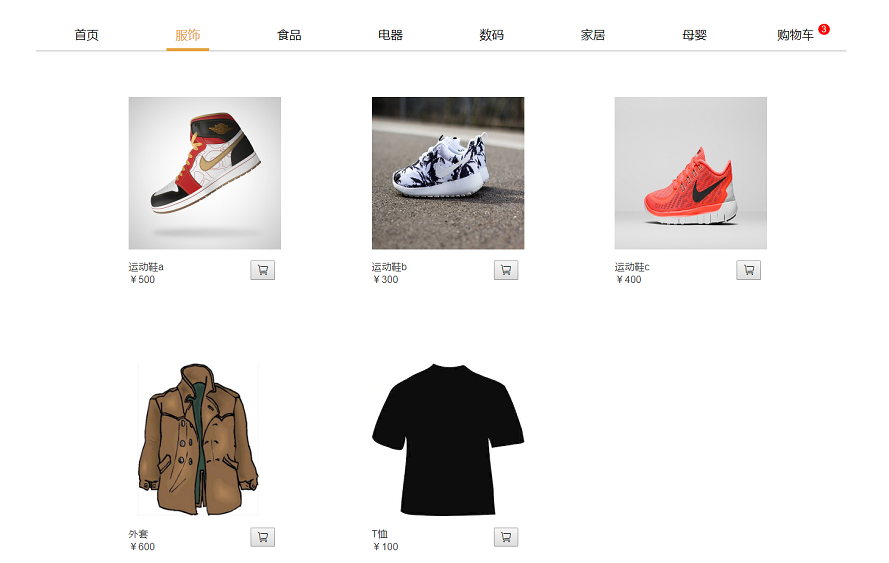 首页 服饰 食品 电器 数码 家居 母婴 购物车 3
运动鞋a
￥500
运动鞋b
￥300
运动鞋c
￥400
外套
￥600
T恤
￥100